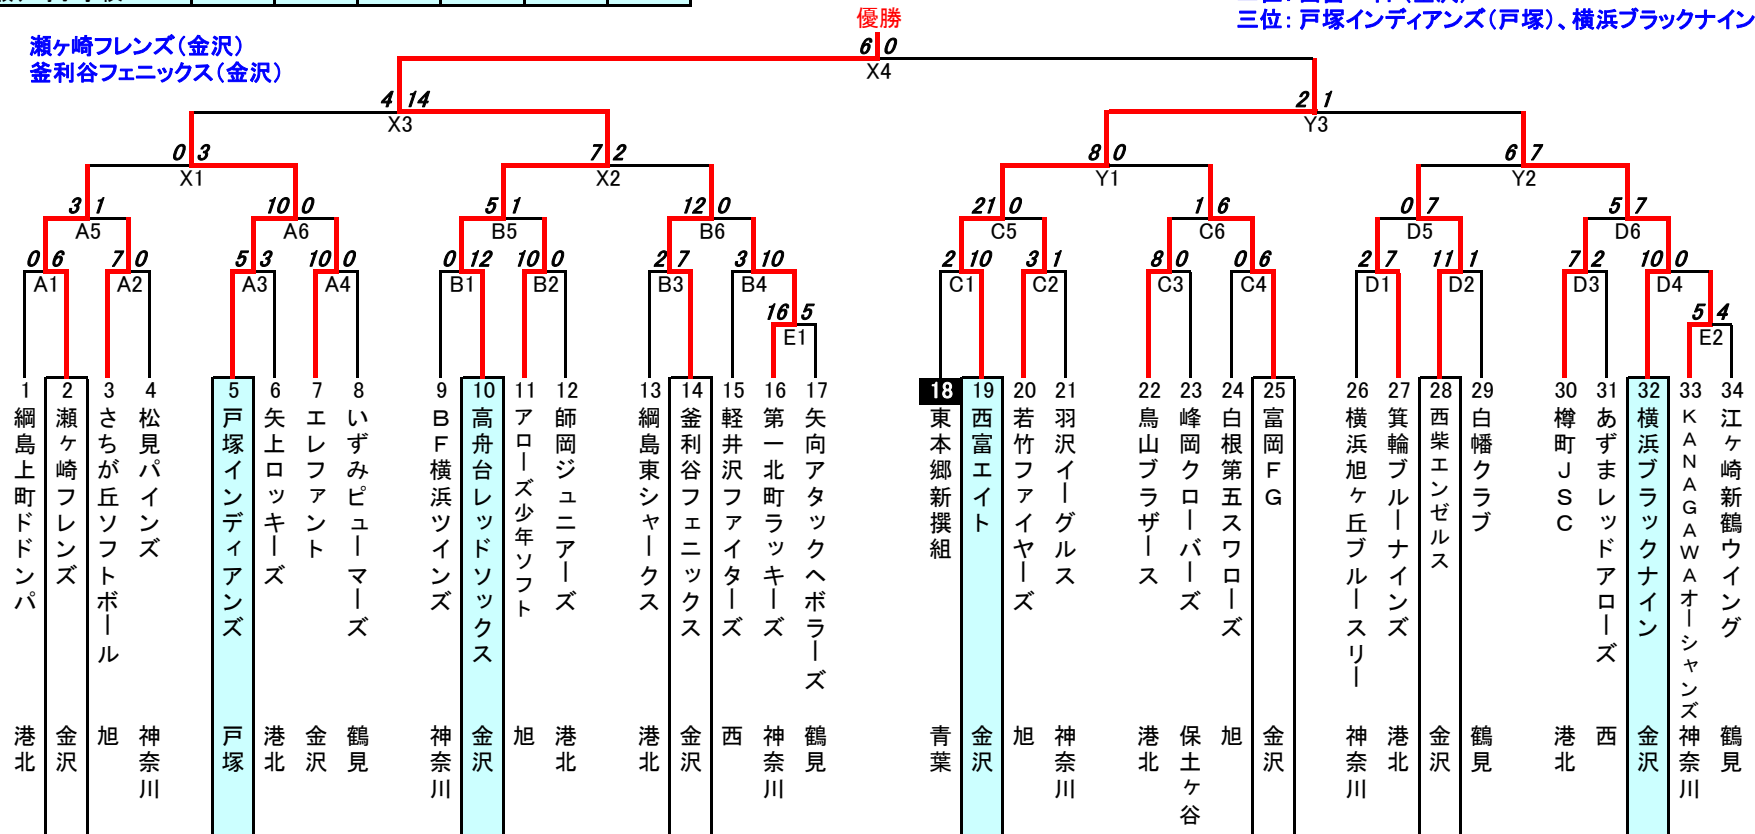 優勝
三位：戸塚インディアンズ（戸塚）、横浜ブラックナイン
瀬ヶ崎フレンズ（金沢）
釜利谷フェニックス（金沢）
6 0
X4
4 14
X3
2 1
Y3
0 3
X1
7 2
X2
8 0
Y1
6 7
Y2
3 1
A5
10 0
A6
5 1
B5
12 0
B6
21 0
C5
1 6
C6
0 7
D5
5 7
D6
0 6
A1
7 0
A2
5 3
A3
10 0
A4
0 12
B1
10 0
B2
2 7
B3
3 10
B4
2 10
C1
3 1
C2
8 0
C3
0 6
C4
2 7
D1
11 1
D2
7 2
D3
10 0
D4
16 5
E1
5 4
E2
1 綱島上町ドドンパ 港北
2 瀬ヶ崎フレンズ 金沢
3 さちが丘ソフトボール 旭
4 松見パインズ 神奈川
5 戸塚インディアンズ 戸塚
6 矢上ロッキーズ 港北
7 エレファント 金沢
8 いずみピューマーズ 鶴見
9 ＢＦ横浜ツインズ 神奈川
10 高舟台レッドソックス 金沢
11 アローズ少年ソフト 旭
12 師岡ジュニアーズ 港北
13 綱島東シャークス 港北
14 釜利谷フェニックス 金沢
15 軽井沢ファイターズ 西
16 第一北町ラッキーズ 神奈川
17 矢向アタックヘボラーズ 鶴見
18 東本郷新撰組 青葉
19 西富エイト 金沢
20 若竹ファイヤーズ 旭
21 羽沢イーグルス 神奈川
22 鳥山ブラザース 港北
23 峰岡クローバーズ 保土ヶ谷
24 白根第五スワローズ 旭
25 富岡ＦＧ 金沢
26 横浜旭ヶ丘ブルースリー 神奈川
27 箕輪ブルーナインズ 港北
28 西柴エンゼルス 金沢
29 白幡クラブ 鶴見
30 樽町ＪＳＣ 港北
31 あずまレッドアローズ 西
32 横浜ブラックナイン 金沢
33 ＫＡＮＡＧＡＷＡオーシャンズ 神奈川
34 江ヶ崎新鶴ウイング 鶴見